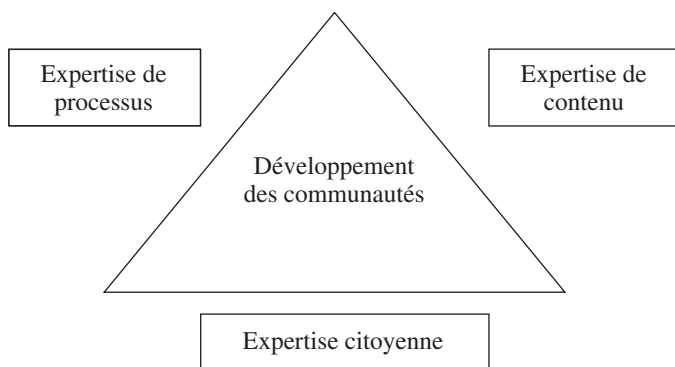 Expertise de
processus
Expertise de
contenu
Développement
des communautés
Expertise citoyenne